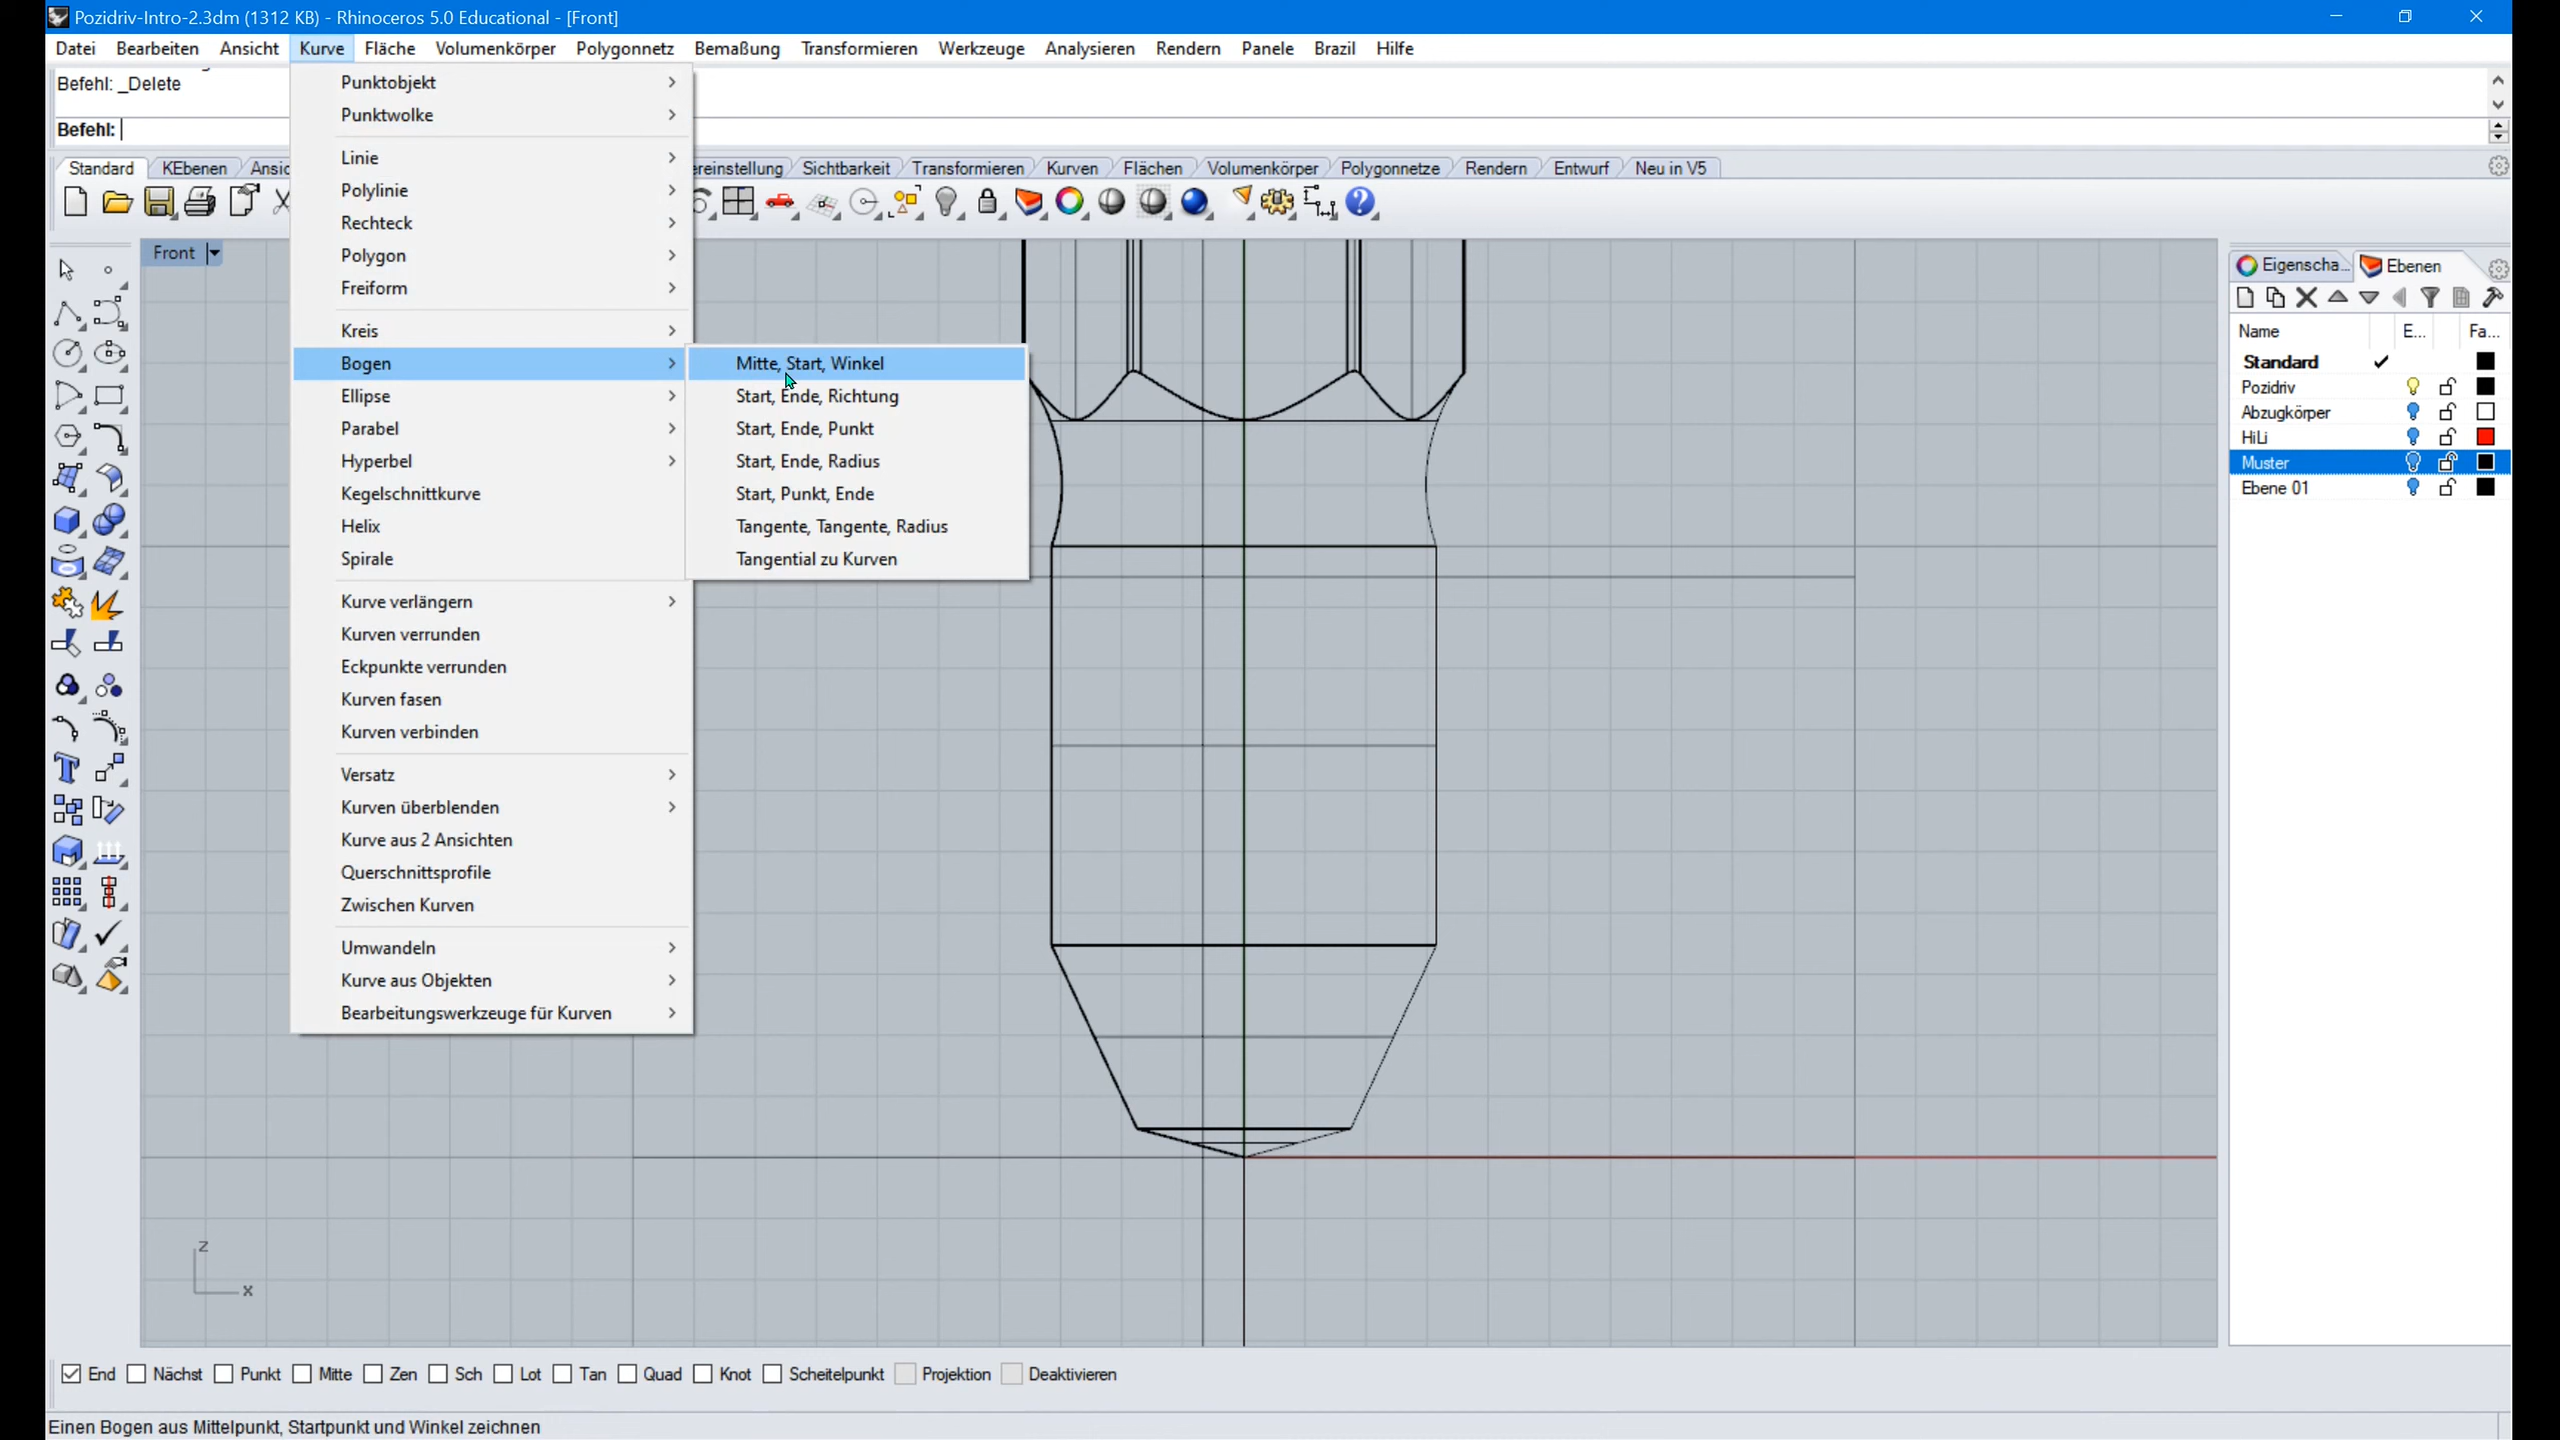 Pozidriv-Intro-2.3dm (1312 KB) - Rhinoceros 5.0 Educational - [Front]
Datei Bearbeiten Ansicht Kurve Fläche Volumenkörper Polygonnetz Bemaßung Transformieren Werkzeuge Analysieren Rendern Panele Brazil Hilfe
Befehl: _Delete
Befehl:
Standard KEbenen Ansic ereinstellung Sichtbarkeit Transformieren Kurven Flächen Volumenkörper Polygonnetze Rendern Entwurf Neu in V5
Front
Punktobjekt
Punktwolke
Linie
Polylinie
Rechteck
Polygon
Freiform
Kreis
Bogen
Ellipse
Parabel
Hyperbel
Kegelschnittkurve
Helix
Spirale
Kurve verlängern
Kurven verrunden
Eckpunkte verrunden
Kurven fasen
Kurven verbinden
Versatz
Kurven überblenden
Kurve aus 2 Ansichten
Querschnittsprofile
Zwischen Kurven
Umwandeln
Kurve aus Objekten
Bearbeitungswerkzeuge für Kurven
Mitte, Start, Winkel
Start, Ende, Richtung
Start, Ende, Punkt
Start, Ende, Radius
Start, Punkt, Ende
Tangente, Tangente, Radius
Tangential zu Kurven
Eigenscha... Ebenen
Name E... Fa...
Standard
Pozidriv
Abzugkörper
HiLi
Muster
Ebene 01
z
x
End Nächst Punkt Mitte Zen Sch Lot Tan Quad Knot Scheitelpunkt Projektion Deaktivieren
Einen Bogen aus Mittelpunkt, Startpunkt und Winkel zeichnen